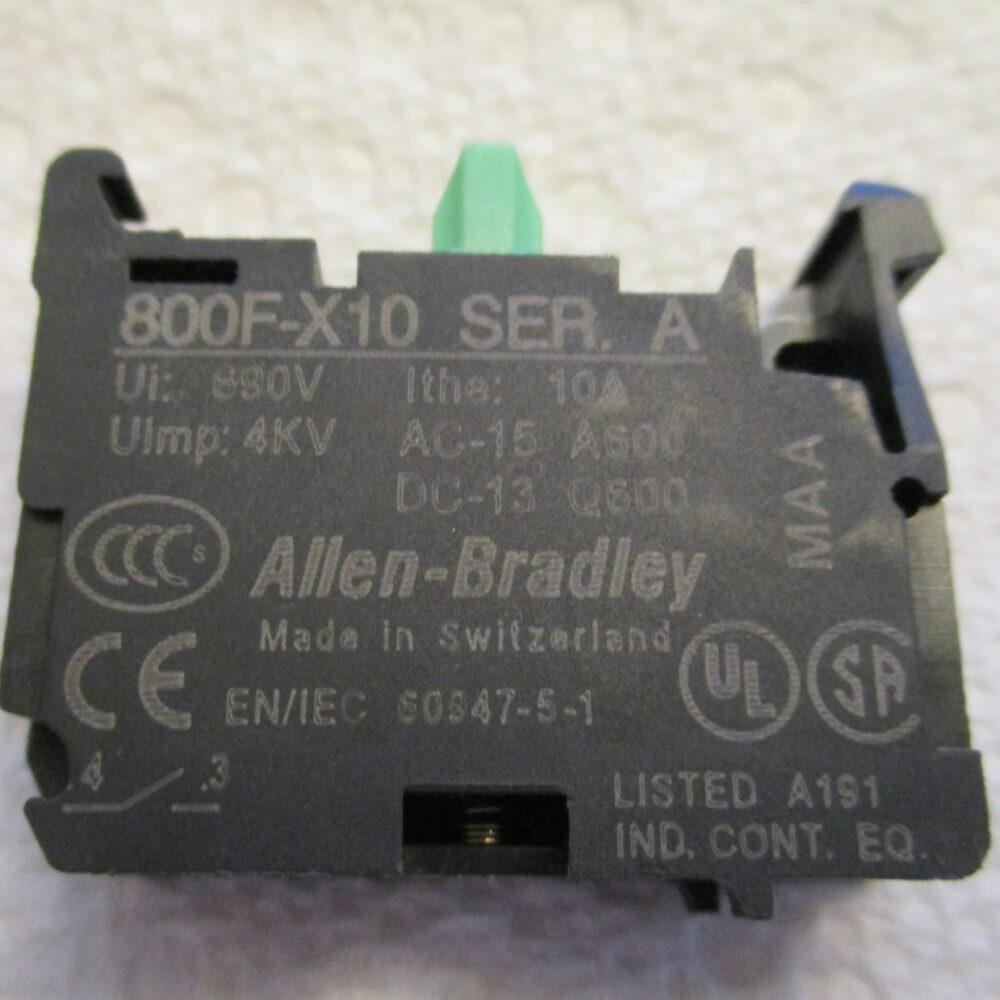 800F-X10 SER. A
Ui: 690V Ithe: 10A
Uimp: 4KV AC-15 A600
DC-13 Q600
MAA
CCC S
Allen-Bradley
Made in Switzerland
CE
EN/IEC 60947-5-1
UL
SA
.4 .3
LISTED A191
IND. CONT. EQ.